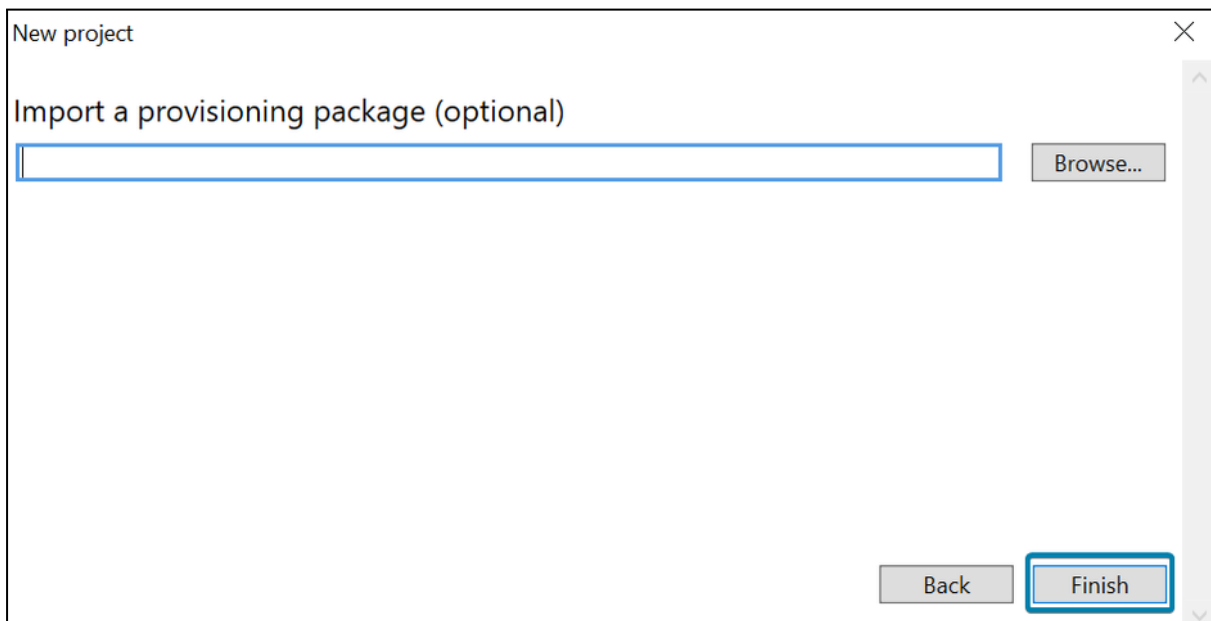 New project
Import a provisioning package (optional)
Browse...
Back
Finish